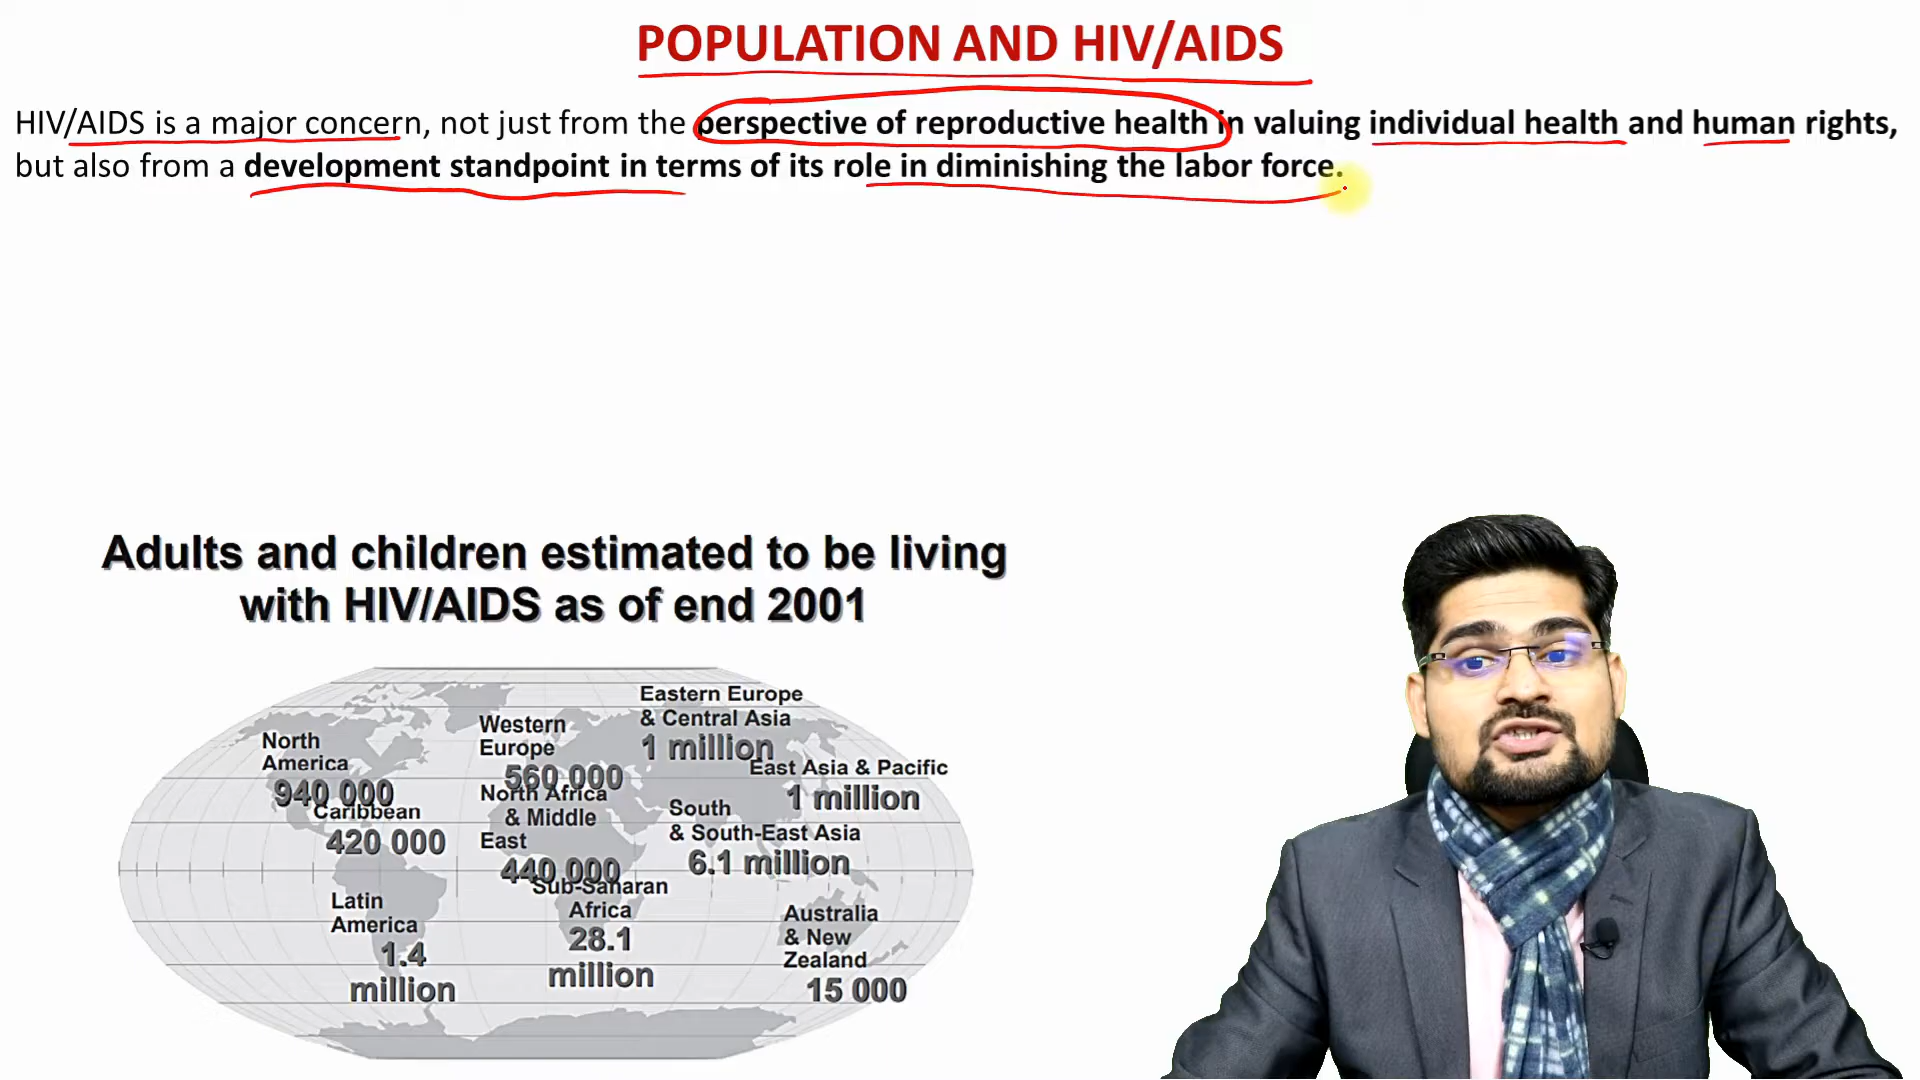 POPULATION AND HIV/AIDS
HIV/AIDS is a major concern, not just from the perspective of reproductive health in valuing individual health and human rights,
but also from a development standpoint in terms of its role in diminishing the labor force.
Adults and children estimated to be living
with HIV/AIDS as of end 2001
North
America
940 000
Caribbean
420 000
Latin
America
1.4
million
Western
Europe
560 000
North Africa
& Middle
East
440 000
Sub-Saharan
Africa
28.1
million
Eastern Europe
& Central Asia
1 million
East Asia & Pacific
1 million
South
& South-East Asia
6.1 million
Australia
& New
Zealand
15 000